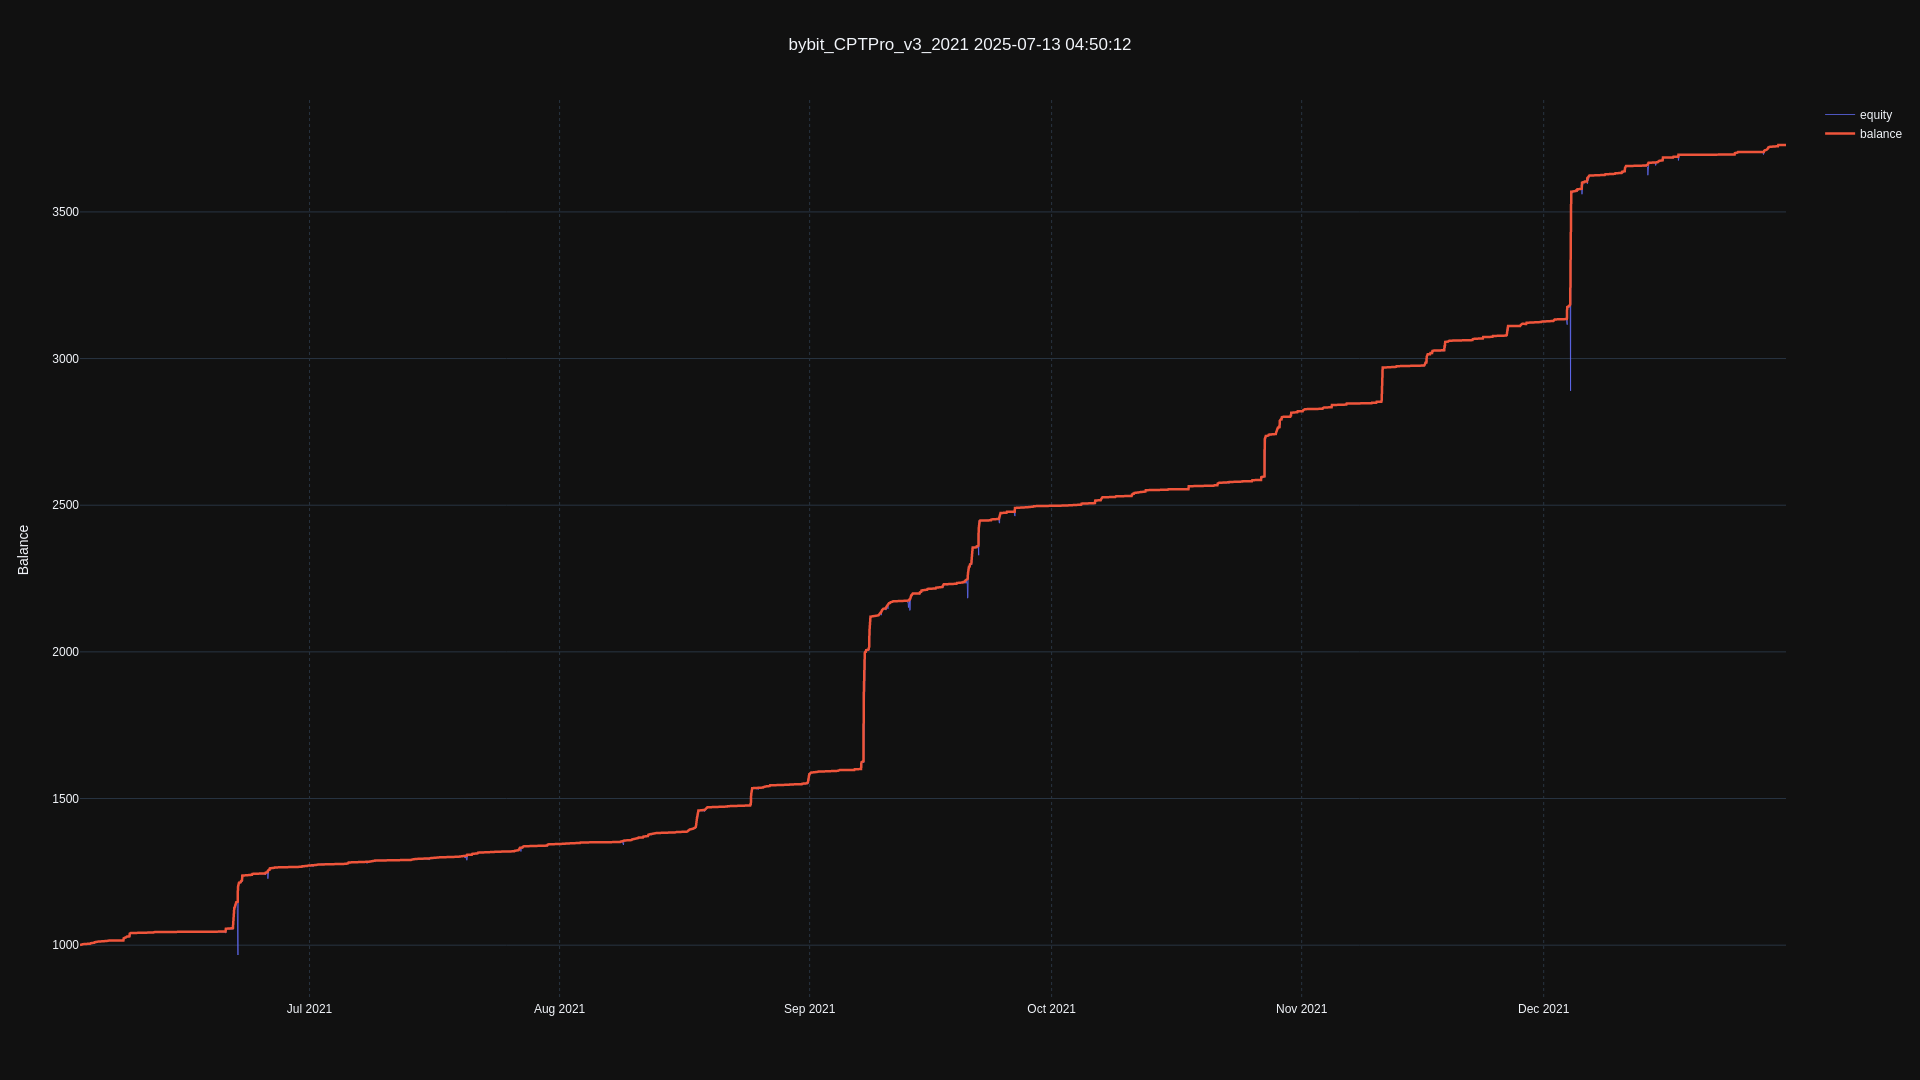 bybit_CPTPro_v3_2021 2025-07-13 04:50:12
equity
balance
3500
3000
2500
2000
1500
1000
Balance
Jul 2021
Aug 2021
Sep 2021
Oct 2021
Nov 2021
Dec 2021